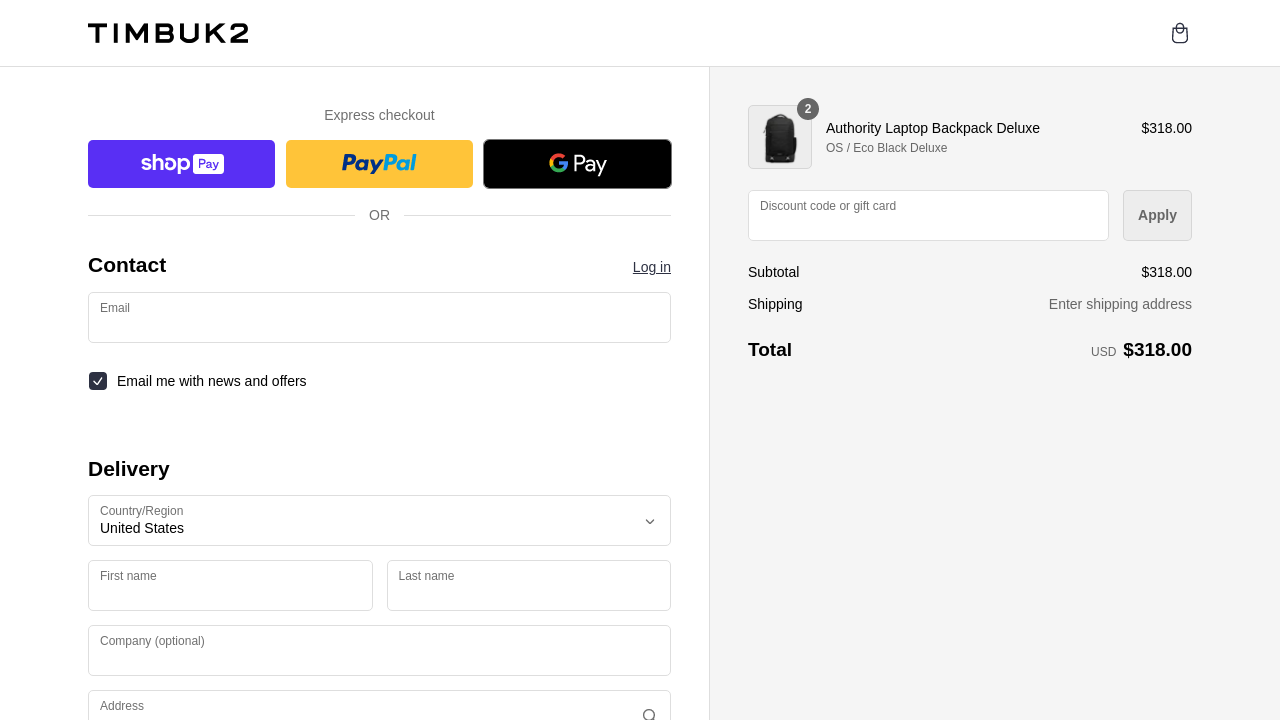 TIMBUK2
Express checkout
shop Pay
PayPal
G Pay
OR
Contact
Log in
Email
Email me with news and offers
Delivery
Country/Region
United States
First name
Last name
Company (optional)
Address
2
Authority Laptop Backpack Deluxe
$318.00
OS / Eco Black Deluxe
Discount code or gift card
Apply
Subtotal
$318.00
Shipping
Enter shipping address
Total
USD $318.00